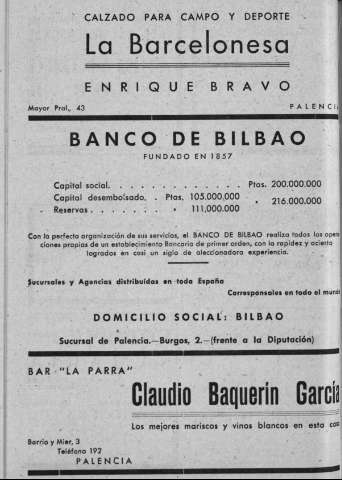 CALZADO PARA CAMPO Y DEPORTE
La Barcelonesa
ENRIQUE BRAVO
Mayor Pral., 43 PALENCI
BANCO DE BILBAO
FUNDADO EN 1857
Capital social. . . . . . . . . . . . Ptas. 200.000.000
Capital desembolsado. . Ptas. 105.000,000
Reservas . . . . . . . " 111,000.000
" 216.000.000
Con la perfecta organización de sus servicios, el BANCO DE BILBAO realiza todas las opera
ciones propias de un establecimiento Bancario de primer orden, con la rapidez y acierto
logrados en casi un siglo de aleccionadora experiencia.
Sucursales y Agencias distribuídas en toda España
Corresponsales en todo el mund
DOMICILIO SOCIAL: BILBAO
Sucursal de Palencia.—Burgos, 2.—(frente a la Diputación)
BAR "LA PARRA"
Claudio Baquerín García
Los mejores mariscos y vinos blancos en esta casa
Barrio y Mier, 3
Teléfono 192
PALENCIA